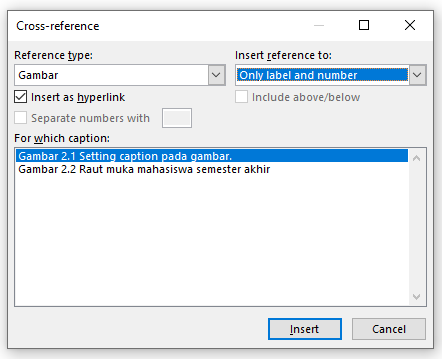 Cross-reference
Reference type: Insert reference to:
Gambar Only label and number
Insert as hyperlink Include above/below
Separate numbers with
For which caption:
Gambar 2.1 Setting caption pada gambar.
Gambar 2.2 Raut muka mahasiswa semester akhir
Insert Cancel